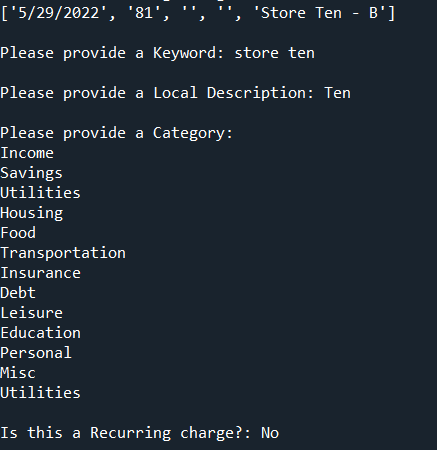 ['5/29/2022', '81', '', '', 'Store Ten - B']
Please provide a Keyword: store ten
Please provide a Local Description: Ten
Please provide a Category:
Income
Savings
Utilities
Housing
Food
Transportation
Insurance
Debt
Leisure
Education
Personal
Misc
Utilities
Is this a Recurring charge?: No